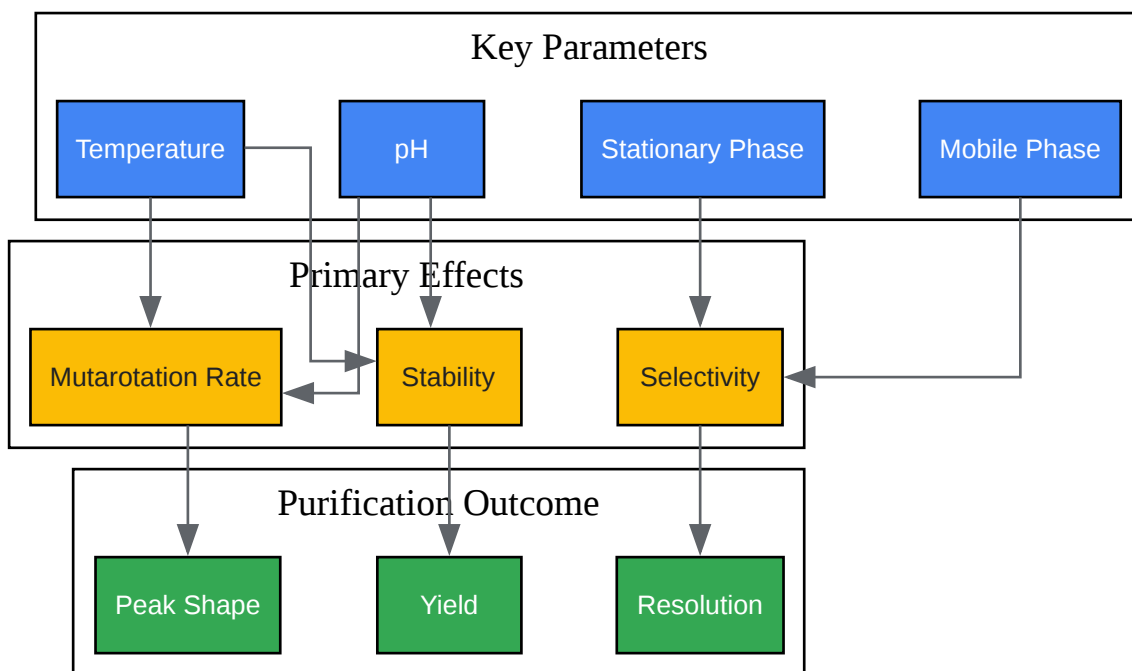 Key Parameters
Temperature
pH
Stationary Phase
Mobile Phase
Primary Effects
Mutarotation Rate
Stability
Selectivity
Purification Outcome
Peak Shape
Yield
Resolution